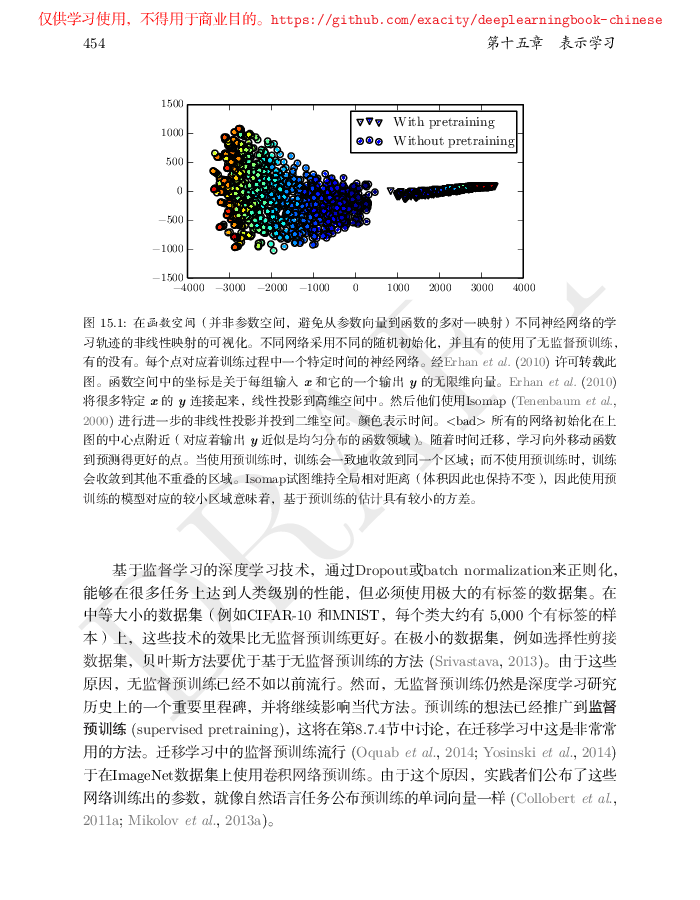 仅供学习使用，不得用于商业目的。https://github.com/exacity/deeplearningbook-chinese
454 第十五章 表示学习
1500
1000
500
0
−500
−1000
−1500
−4000 −3000 −2000 −1000 0 1000 2000 3000 4000
With pretraining
Without pretraining
图 15.1: 在函数空间（并非参数空间，避免从参数向量到函数的多对一映射）不同神经网络的学
习轨迹的非线性映射的可视化。不同网络采用不同的随机初始化，并且有的使用了无监督预训练，
有的没有。每个点对应着训练过程中一个特定时间的神经网络。经Erhan et al. (2010) 许可转载此
图。函数空间中的坐标是关于每组输入 x 和它的一个输出 y 的无限维向量。Erhan et al. (2010)
将很多特定 x 的 y 连接起来，线性投影到高维空间中。然后他们使用Isomap (Tenenbaum et al.,
2000) 进行进一步的非线性投影并投到二维空间。颜色表示时间。<bad> 所有的网络初始化在上
图的中心点附近（对应着输出 y 近似是均匀分布的函数领域）。随着时间迁移，学习向外移动函数
到预测得更好的点。当使用预训练时，训练会一致地收敛到同一个区域；而不使用预训练时，训练
会收敛到其他不重叠的区域。Isomap试图维持全局相对距离（体积因此也保持不变），因此使用预
训练的模型对应的较小区域意味着，基于预训练的估计具有较小的方差。
基于监督学习的深度学习技术，通过Dropout或batch normalization来正则化，
能够在很多任务上达到人类级别的性能，但必须使用极大的有标签的数据集。在
中等大小的数据集（例如CIFAR-10 和MNIST，每个类大约有 5,000 个有标签的样
本）上，这些技术的效果比无监督预训练更好。在极小的数据集，例如选择性剪接
数据集，贝叶斯方法要优于基于无监督预训练的方法 (Srivastava, 2013)。由于这些
原因，无监督预训练已经不如以前流行。然而，无监督预训练仍然是深度学习研究
历史上的一个重要里程碑，并将继续影响当代方法。预训练的想法已经推广到监督
预训练 (supervised pretraining)，这将在第8.7.4节中讨论，在迁移学习中这是非常常
用的方法。迁移学习中的监督预训练流行 (Oquab et al., 2014; Yosinski et al., 2014)
于在ImageNet数据集上使用卷积网络预训练。由于这个原因，实践者们公布了这些
网络训练出的参数，就像自然语言任务公布预训练的单词向量一样 (Collobert et al.,
2011a; Mikolov et al., 2013a)。
DRAFT